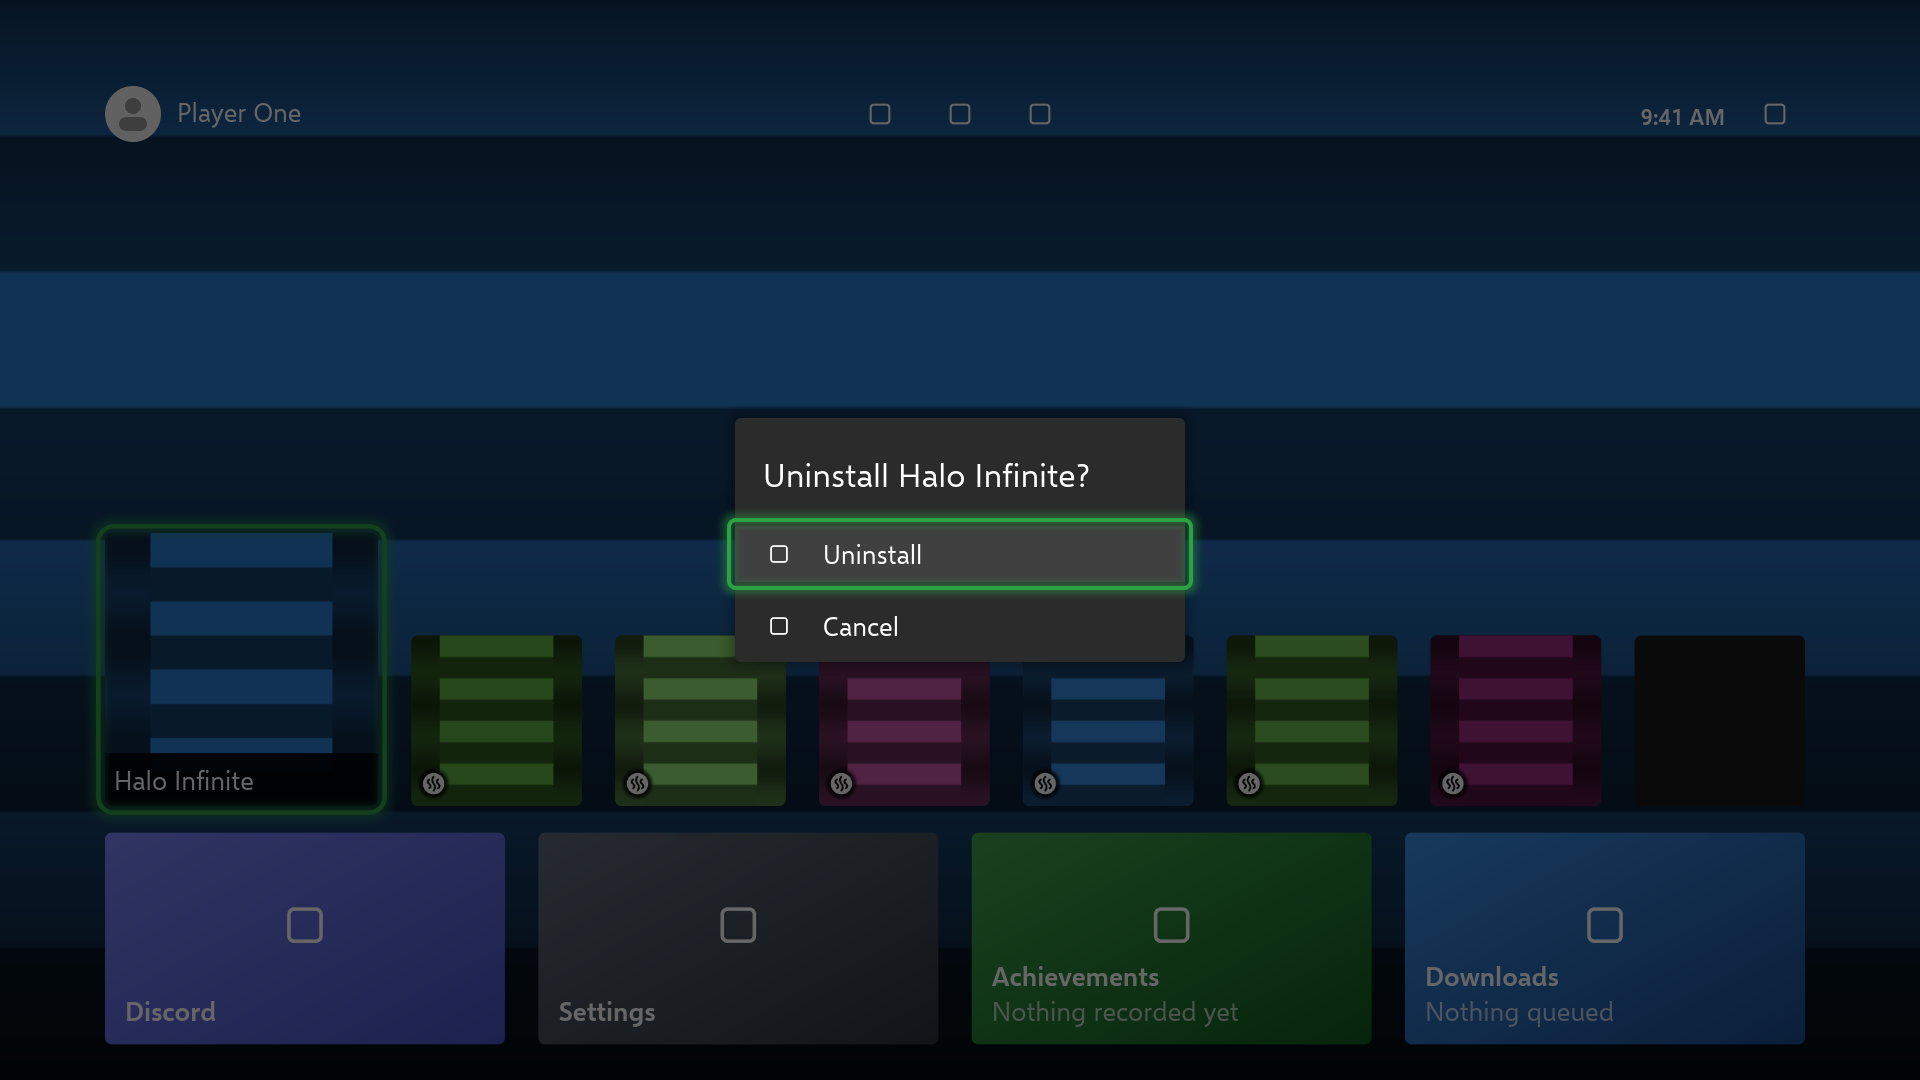 Player One
9:41 AM
Uninstall Halo Infinite?
Uninstall
Cancel
Halo Infinite
Discord
Settings
Achievements
Nothing recorded yet
Downloads
Nothing queued